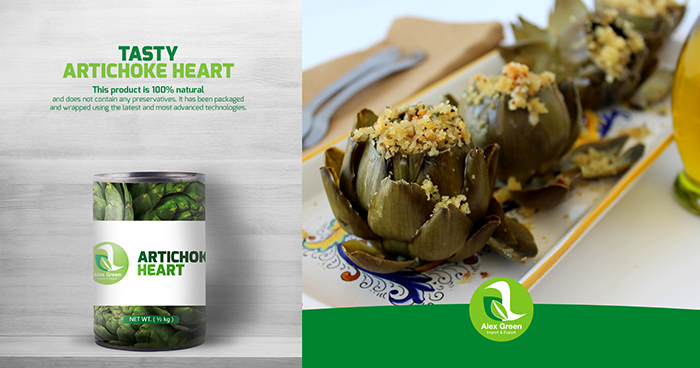 TASTY
ARTICHOKE HEART
This product is 100% natural
and does not contain any preservatives. It has been packaged
and wrapped using the latest and most advanced technologies.
Alex Green
ARTICHOK
HEART
NET WT. ( ½ kg )
Alex Green
Import & Export